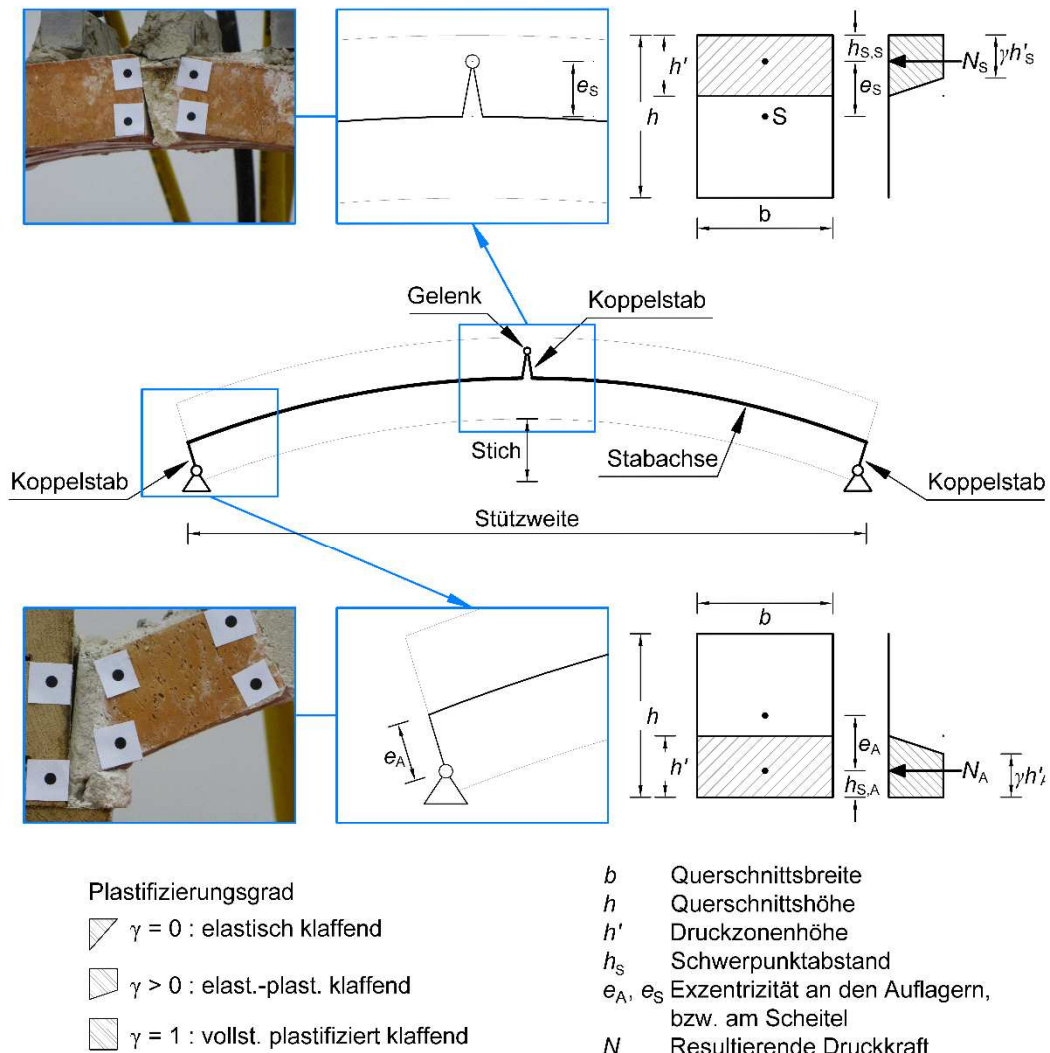 h
h'
b
S
h_S,S
e_S
N_S
γh'_S
e_S
Gelenk
Koppelstab
Stich
Stabachse
Koppelstab
Koppelstab
Stützweite
b
h
h'
e_A
h_S,A
N_A
e_A
Plastifizierungsgrad
γ = 0 : elastisch klaffend
γ > 0 : elast.-plast. klaffend
γ = 1 : vollst. plastifiziert klaffend
b Querschnittsbreite
h Querschnittshöhe
h' Druckzonenhöhe
h_S Schwerpunktabstand
e_A, e_S Exzentrizität an den Auflagern,
bzw. am Scheitel
N Resultierende Druckkraft